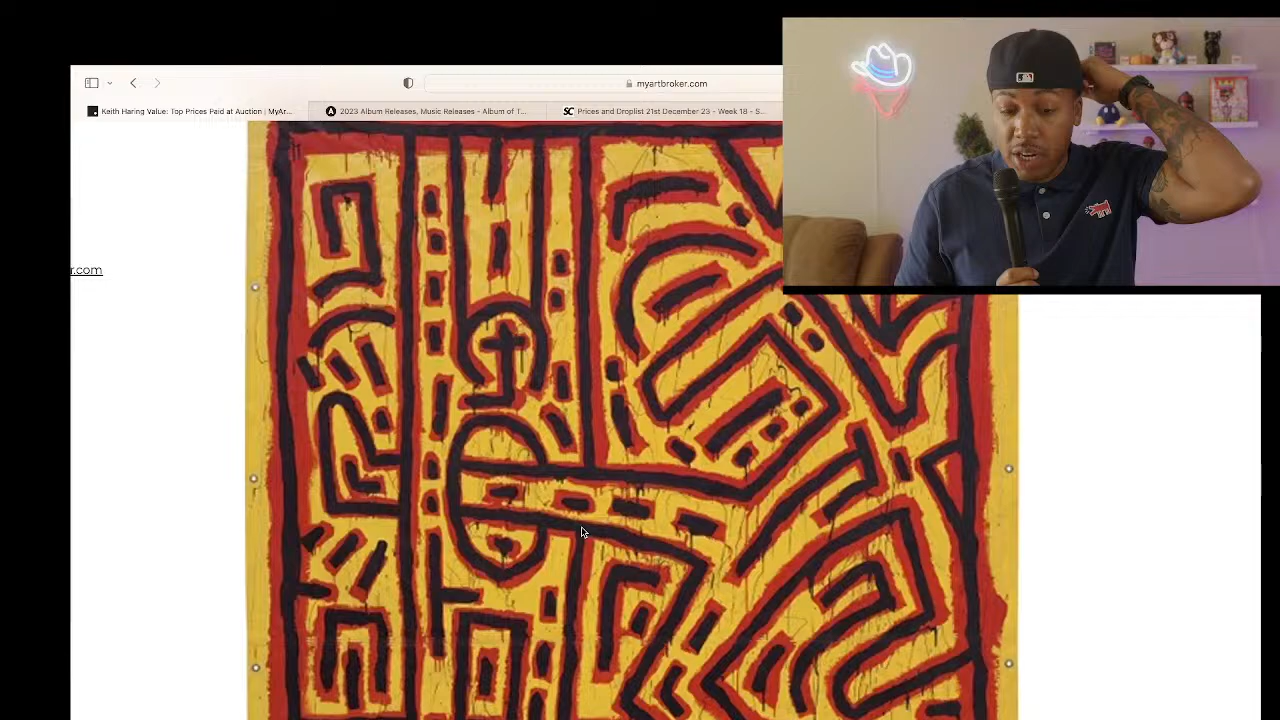 myartbroker.com
Keith Haring Value: Top Prices Paid at Auction | MyAr...
2023 Album Releases, Music Releases - Album of T...
SC Prices and Droplist 21st December 23 - Week 18 - S...
r.com